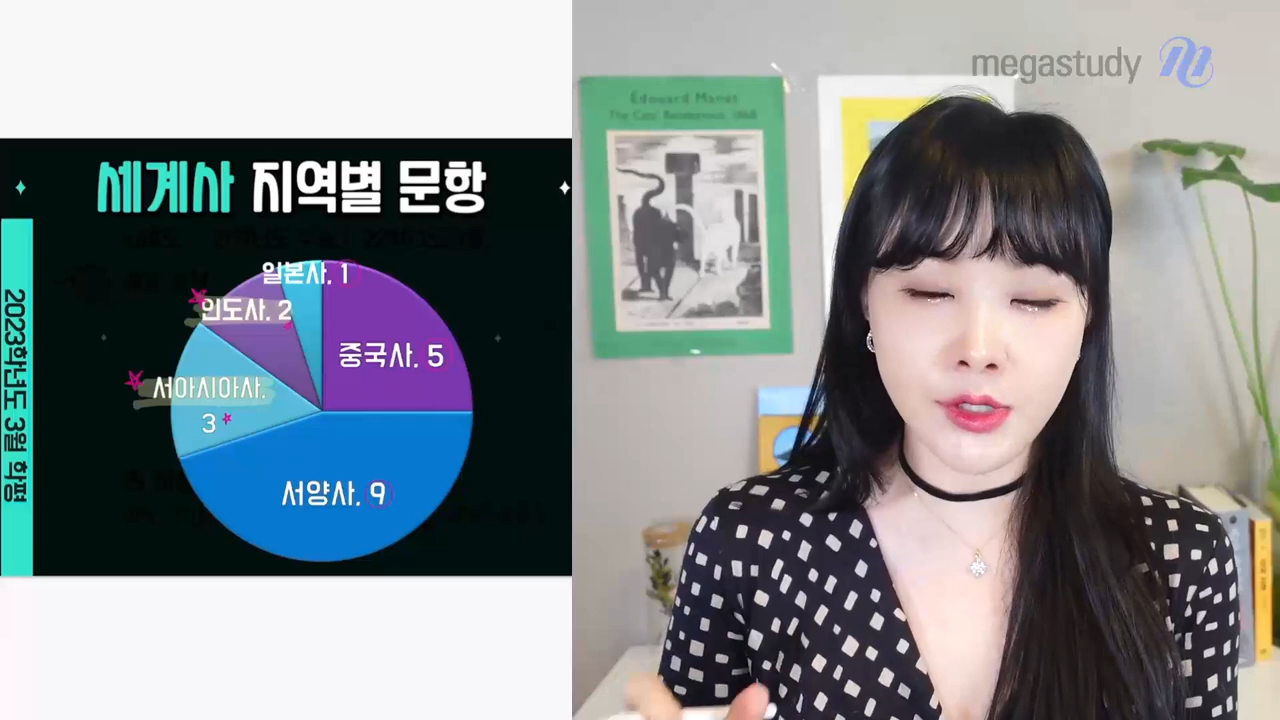 세계사 지역별 문항
2023학년도 3월 학평
일본사, 1
인도사, 2
중국사, 5
서아시아사,
3
서양사, 9
megastudy
Édouard Manet
The Cats' Rendezvous, 1868